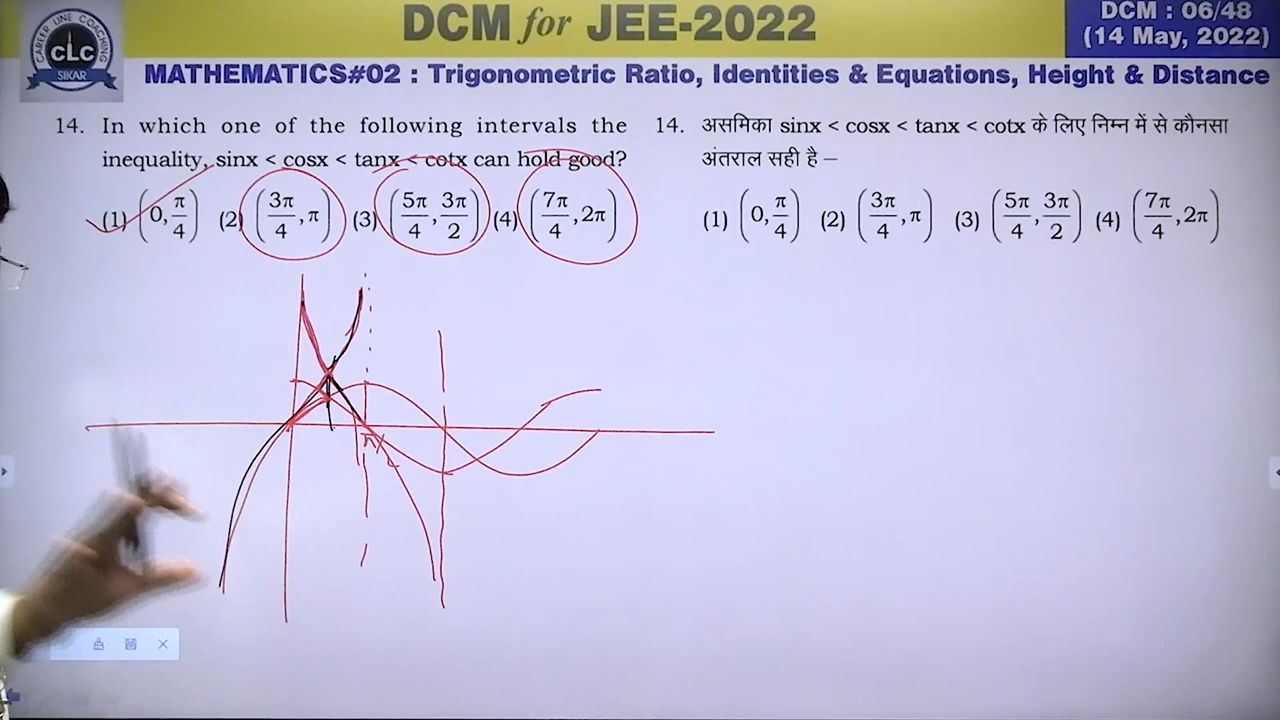 CAREER LINE COACHING
CLC
SIKAR
DCM for JEE-2022
DCM : 06/48
(14 May, 2022)
MATHEMATICS#02 : Trigonometric Ratio, Identities & Equations, Height & Distance
14. In which one of the following intervals the
inequality, sinx < cosx < tanx < cotx can hold good?
(1) (0, π/4) (2) (3π/4, π) (3) (5π/4, 3π/2) (4) (7π/4, 2π)
14. असमिका sinx < cosx < tanx < cotx के लिए निम्न में से कौनसा
अंतराल सही है –
(1) (0, π/4) (2) (3π/4, π) (3) (5π/4, 3π/2) (4) (7π/4, 2π)